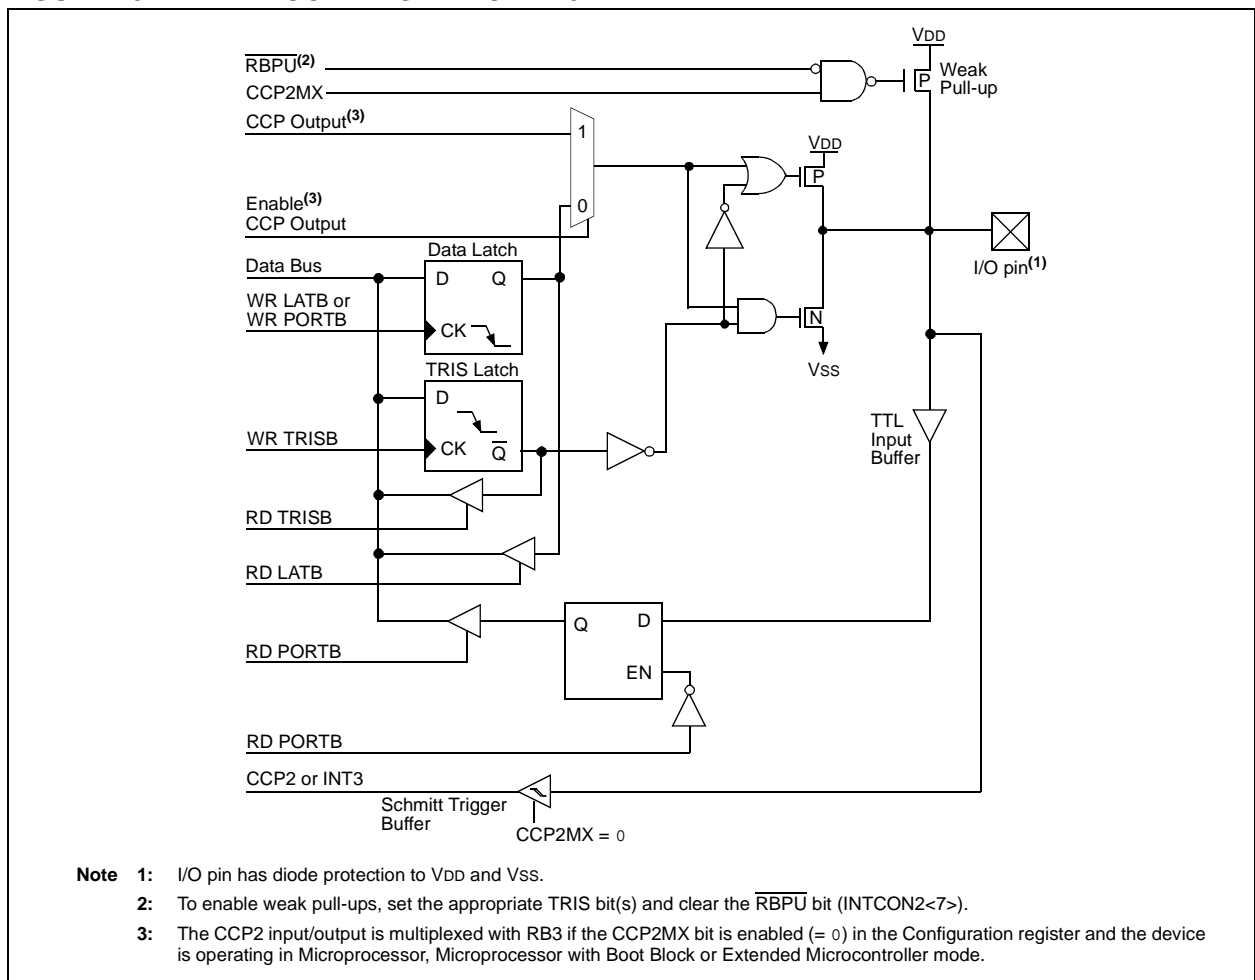 VDD
RBPU(2)
Weak
Pull-up
P
CCP2MX
CCP Output(3)
1
VDD
P
Enable(3)
CCP Output
0
I/O pin(1)
Data Bus
Data Latch
D Q
WR LATB or
WR PORTB
CK
N
VSS
TRIS Latch
D
WR TRISB
CK Q
TTL
Input
Buffer
RD TRISB
RD LATB
Q D
EN
RD PORTB
RD PORTB
CCP2 or INT3
Schmitt Trigger
Buffer
CCP2MX = 0
Note 1: I/O pin has diode protection to VDD and VSS.
2: To enable weak pull-ups, set the appropriate TRIS bit(s) and clear the RBPU bit (INTCON2<7>).
3: The CCP2 input/output is multiplexed with RB3 if the CCP2MX bit is enabled (= 0) in the Configuration register and the device
is operating in Microprocessor, Microprocessor with Boot Block or Extended Microcontroller mode.